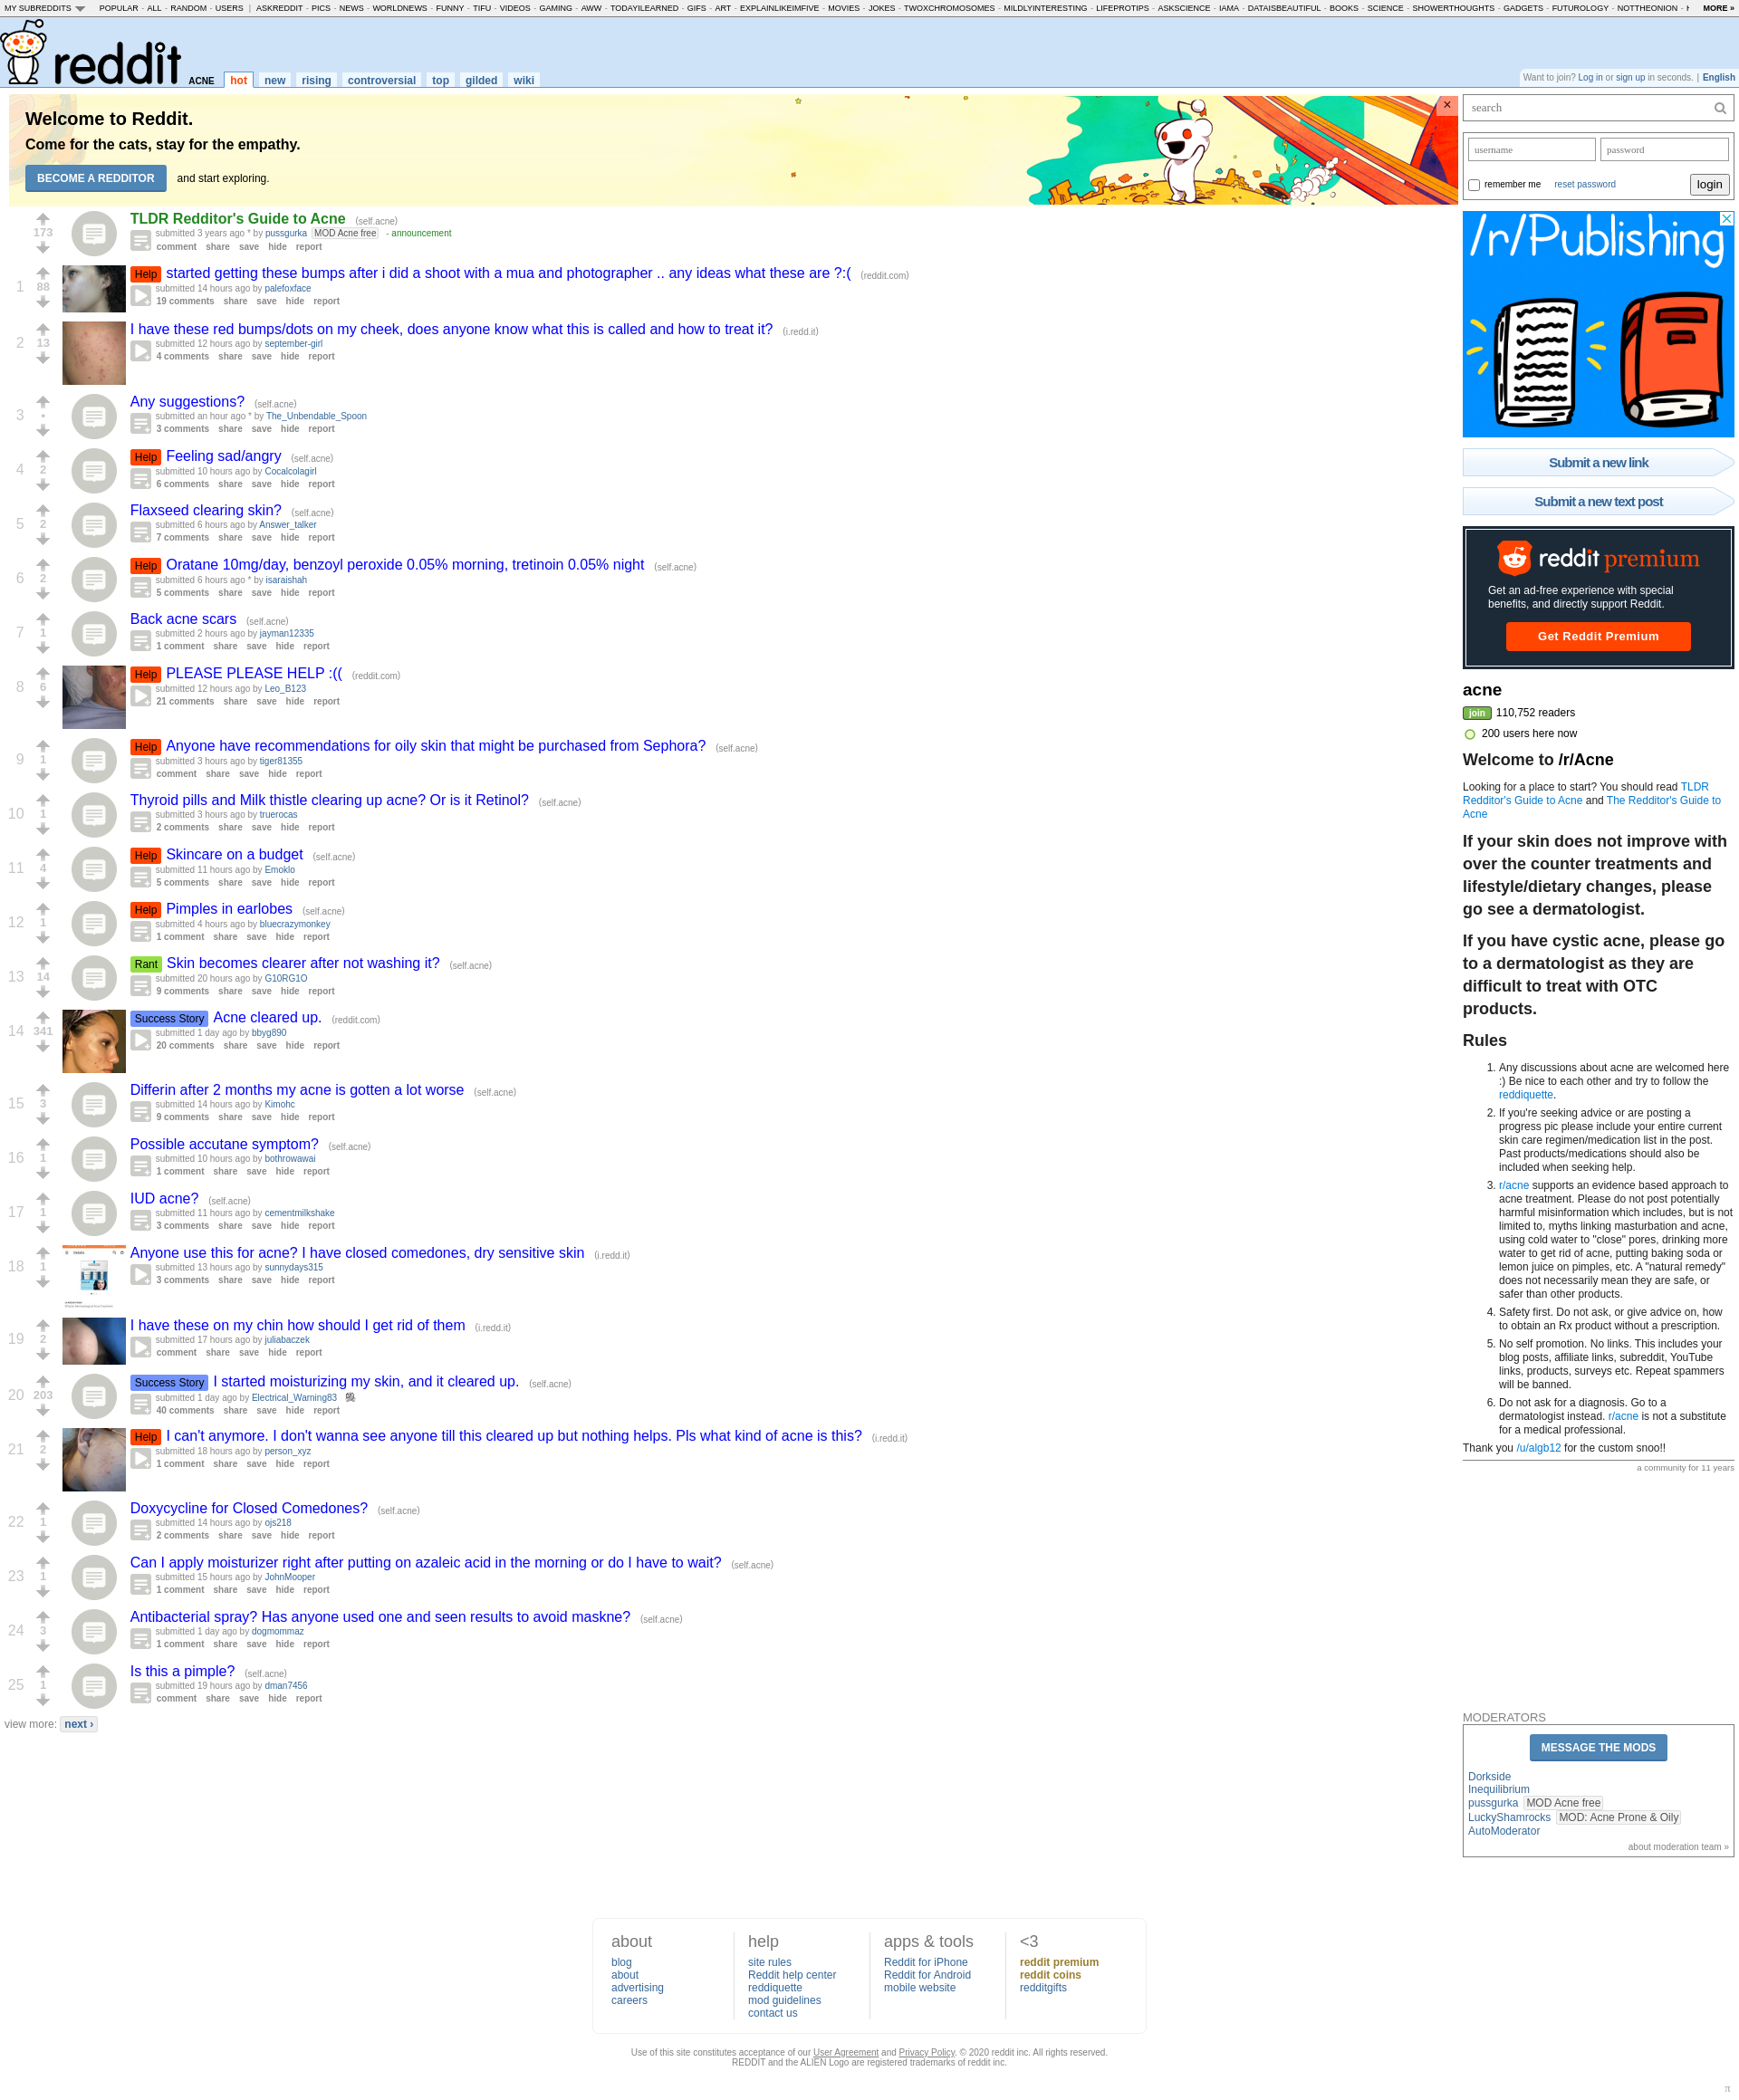 MY SUBREDDITS POPULAR - ALL - RANDOM - USERS | ASKREDDIT - PICS - NEWS - WORLDNEWS - FUNNY - TIFU - VIDEOS - GAMING - AWW - TODAYILEARNED - GIFS - ART - EXPLAINLIKEIMFIVE - MOVIES - JOKES - TWOXCHROMOSOMES - MILDLYINTERESTING - LIFEPROTIPS - ASKSCIENCE - IAMA - DATAISBEAUTIFUL - BOOKS - SCIENCE - SHOWERTHOUGHTS - GADGETS - FUTUROLOGY - NOTTHEONION - MORE »
reddit ACNE hot new rising controversial top gilded wiki
Want to join? Log in or sign up in seconds. | English
Welcome to Reddit.
Come for the cats, stay for the empathy.
BECOME A REDDITOR and start exploring.
×
173
TLDR Redditor's Guide to Acne (self.acne)
submitted 3 years ago * by pussgurka MOD Acne free - announcement
comment share save hide report
1 88
Help started getting these bumps after i did a shoot with a mua and photographer .. any ideas what these are ?:( (reddit.com)
submitted 14 hours ago by palefoxface
19 comments share save hide report
2 13
I have these red bumps/dots on my cheek, does anyone know what this is called and how to treat it? (i.redd.it)
submitted 12 hours ago by september-girl
4 comments share save hide report
3 •
Any suggestions? (self.acne)
submitted an hour ago * by The_Unbendable_Spoon
3 comments share save hide report
4 2
Help Feeling sad/angry (self.acne)
submitted 10 hours ago by Cocalcolagirl
6 comments share save hide report
5 2
Flaxseed clearing skin? (self.acne)
submitted 6 hours ago by Answer_talker
7 comments share save hide report
6 2
Help Oratane 10mg/day, benzoyl peroxide 0.05% morning, tretinoin 0.05% night (self.acne)
submitted 6 hours ago * by isaraishah
5 comments share save hide report
7 1
Back acne scars (self.acne)
submitted 2 hours ago by jayman12335
1 comment share save hide report
8 6
Help PLEASE PLEASE HELP :(( (reddit.com)
submitted 12 hours ago by Leo_B123
21 comments share save hide report
9 1
Help Anyone have recommendations for oily skin that might be purchased from Sephora? (self.acne)
submitted 3 hours ago by tiger81355
comment share save hide report
10 1
Thyroid pills and Milk thistle clearing up acne? Or is it Retinol? (self.acne)
submitted 3 hours ago by truerocas
2 comments share save hide report
11 4
Help Skincare on a budget (self.acne)
submitted 11 hours ago by Emoklo
5 comments share save hide report
12 1
Help Pimples in earlobes (self.acne)
submitted 4 hours ago by bluecrazymonkey
1 comment share save hide report
13 14
Rant Skin becomes clearer after not washing it? (self.acne)
submitted 20 hours ago by G10RG1O
9 comments share save hide report
14 341
Success Story Acne cleared up. (reddit.com)
submitted 1 day ago by bbyg890
20 comments share save hide report
15 3
Differin after 2 months my acne is gotten a lot worse (self.acne)
submitted 14 hours ago by Kimohc
9 comments share save hide report
16 1
Possible accutane symptom? (self.acne)
submitted 10 hours ago by bothrowawai
1 comment share save hide report
17 1
IUD acne? (self.acne)
submitted 11 hours ago by cementmilkshake
3 comments share save hide report
18 1
Anyone use this for acne? I have closed comedones, dry sensitive skin (i.redd.it)
submitted 13 hours ago by sunnydays315
3 comments share save hide report
19 2
I have these on my chin how should I get rid of them (i.redd.it)
submitted 17 hours ago by juliabaczek
comment share save hide report
20 203
Success Story I started moisturizing my skin, and it cleared up. (self.acne)
submitted 1 day ago by Electrical_Warning83
40 comments share save hide report
21 2
Help I can't anymore. I don't wanna see anyone till this cleared up but nothing helps. Pls what kind of acne is this? (i.redd.it)
submitted 18 hours ago by person_xyz
1 comment share save hide report
22 1
Doxycycline for Closed Comedones? (self.acne)
submitted 14 hours ago by ojs218
2 comments share save hide report
23 1
Can I apply moisturizer right after putting on azaleic acid in the morning or do I have to wait? (self.acne)
submitted 15 hours ago by JohnMooper
1 comment share save hide report
24 3
Antibacterial spray? Has anyone used one and seen results to avoid maskne? (self.acne)
submitted 1 day ago by dogmommaz
1 comment share save hide report
25 1
Is this a pimple? (self.acne)
submitted 19 hours ago by dman7456
comment share save hide report
view more: next ›
search
username password
remember me reset password login
/r/Publishing
Submit a new link
Submit a new text post
reddit premium
Get an ad-free experience with special
benefits, and directly support Reddit.
Get Reddit Premium
acne
join 110,752 readers
200 users here now
Welcome to /r/Acne
Looking for a place to start? You should read TLDR
Redditor's Guide to Acne and The Redditor's Guide to
Acne
If your skin does not improve with
over the counter treatments and
lifestyle/dietary changes, please
go see a dermatologist.
If you have cystic acne, please go
to a dermatologist as they are
difficult to treat with OTC
products.
Rules
1. Any discussions about acne are welcomed here
:) Be nice to each other and try to follow the
reddiquette.
2. If you're seeking advice or are posting a
progress pic please include your entire current
skin care regimen/medication list in the post.
Past products/medications should also be
included when seeking help.
3. r/acne supports an evidence based approach to
acne treatment. Please do not post potentially
harmful misinformation which includes, but is not
limited to, myths linking masturbation and acne,
using cold water to "close" pores, drinking more
water to get rid of acne, putting baking soda or
lemon juice on pimples, etc. A "natural remedy"
does not necessarily mean they are safe, or
safer than other products.
4. Safety first. Do not ask, or give advice on, how
to obtain an Rx product without a prescription.
5. No self promotion. No links. This includes your
blog posts, affiliate links, subreddit, YouTube
links, products, surveys etc. Repeat spammers
will be banned.
6. Do not ask for a diagnosis. Go to a
dermatologist instead. r/acne is not a substitute
for a medical professional.
Thank you /u/algb12 for the custom snoo!!
a community for 11 years
MODERATORS
MESSAGE THE MODS
Dorkside
Inequilibrium
pussgurka MOD Acne free
LuckyShamrocks MOD: Acne Prone & Oily
AutoModerator
about moderation team »
about
blog
about
advertising
careers
help
site rules
Reddit help center
reddiquette
mod guidelines
contact us
apps & tools
Reddit for iPhone
Reddit for Android
mobile website
<3
reddit premium
reddit coins
redditgifts
Use of this site constitutes acceptance of our User Agreement and Privacy Policy. © 2020 reddit inc. All rights reserved.
REDDIT and the ALIEN Logo are registered trademarks of reddit inc.
π